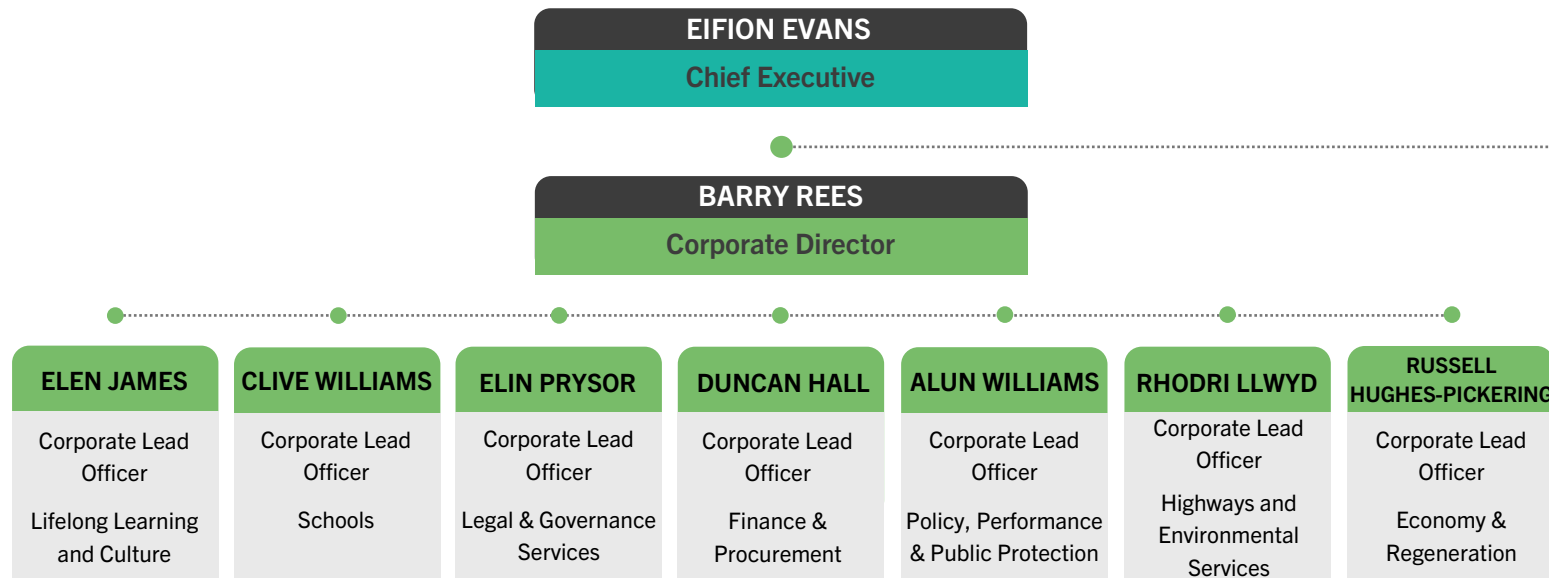 EIFION EVANS
Chief Executive
BARRY REES
Corporate Director
ELEN JAMES
Corporate Lead
Officer
Lifelong Learning
and Culture
CLIVE WILLIAMS
Corporate Lead
Officer
Schools
ELIN PRYSOR
Corporate Lead
Officer
Legal & Governance
Services
DUNCAN HALL
Corporate Lead
Officer
Finance &
Procurement
ALUN WILLIAMS
Corporate Lead
Officer
Policy, Performance
& Public Protection
RHODRI LLWYD
Corporate Lead
Officer
Highways and
Environmental
Services
RUSSELL
HUGHES-PICKERING
Corporate Lead
Officer
Economy &
Regeneration